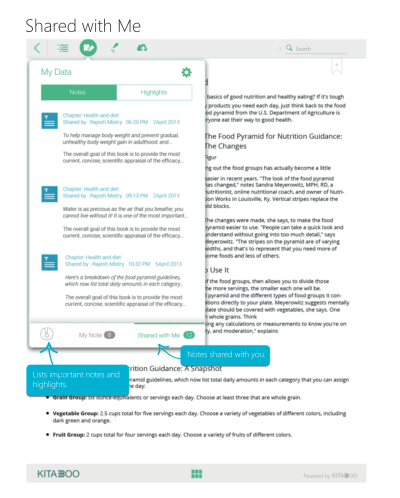 Shared with Me
Search
My Data
Notes
Highlights
Chapter: Health and diet
Shared by : Rajesh Mistry 06:20 PM 2April 2013
To help manage body weight and prevent gradual,
unhealthy body weight gain in adulthood: and...
The overall goal of this book is to provide the most
current, concise, scientific appraisal of the efficacy...
Chapter: Health and diet
Shared by : Rajesh Mistry 09:13 PM 2April 2013
Water is as precious as the air that you breathe; you
cannot live without it! It is one of the most important...
The overall goal of this book is to provide the most
current, concise, scientific appraisal of the efficacy...
Chapter: Health and diet
Shared by : Rajesh Mistry 10:32 PM 5April 2013
Here's a breakdown of the food pyramid guidelines,
which now list total daily amounts in each category..
The overall goal of this book is to provide the most
current, concise, scientific appraisal of the efficacy...
My Note 6
Shared with Me 12
Notes shared with you.
Lists important notes and
highlights.
d
basics of good nutrition and healthy eating? If it's tough
products you need each day, just think back to the food
od pyramid from the U.S. Department of Agriculture is
ryone eat their way to good health.
The Food Pyramid for Nutrition Guidance:
The Changes
Figur
ng out the food groups has actually become a little
easier in recent years. "The look of the food pyramid
has changed," notes Sandra Meyerowitz, MPH, RD, a
nutritionist, online nutritional coach, and owner of Nutri-
tion Works in Louisville, Ky. Vertical stripes replace the
old blocks.
The changes were made, she says, to make the food
pyramid easier to use. "People can take a quick look and
understand without going into too much detail," says
Meyerowitz. "The stripes on the pyramid are of varying
widths, and that's to represent that you need more of
some foods and less of others.
o Use It
f the food groups, then allows you to divide those
he more servings, the smaller each one will be.
l pyramid and the different types of food groups it con-
tions directly to your plate. Meyerowitz suggests mentally
late should be covered with vegetables, she says. One
whole grains. Think
sing any calculations or measurements to know you're on
ty, and moderation," explains
trition Guidance: A Snapshot
ramid guidelines, which now list total daily amounts in each category that you can assign
he day:
• Grain Group: six ounce-equivalents or servings each day. Choose at least three that are whole grain.
• Vegetable Group: 2.5 cups total for five servings each day. Choose a variety of vegetables of different colors, including
dark green and orange.
• Fruit Group: 2 cups total for four servings each day. Choose a variety of fruits of different colors.
KITABOO
Powered by KITABOO